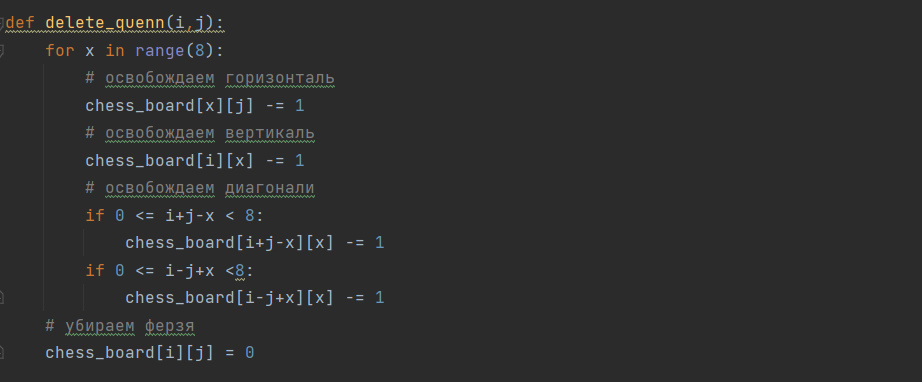 def delete_quenn(i,j):
    for x in range(8):
        # освобождаем горизонталь
        chess_board[x][j] -= 1
        # освобождаем вертикаль
        chess_board[i][x] -= 1
        # освобождаем диагонали
        if 0 <= i+j-x < 8:
            chess_board[i+j-x][x] -= 1
        if 0 <= i-j+x <8:
            chess_board[i-j+x][x] -= 1
    # убираем ферзя
    chess_board[i][j] = 0